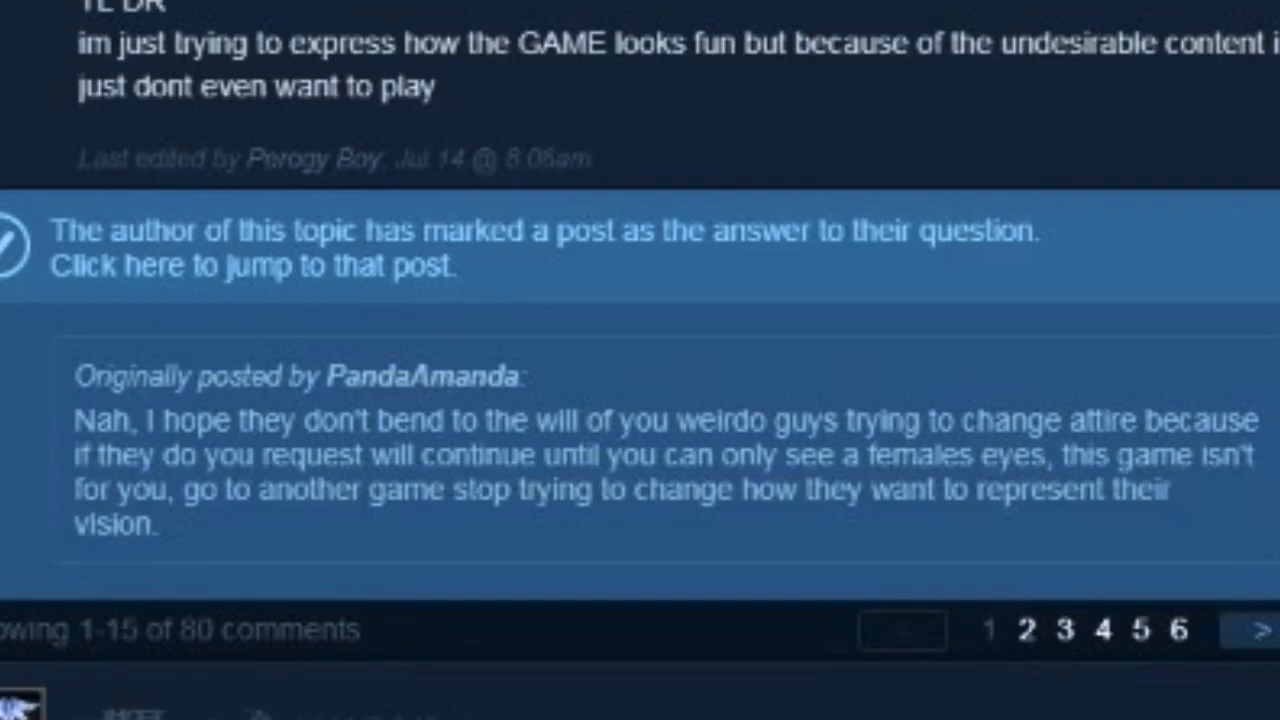 TL DR
im just trying to express how the GAME looks fun but because of the undesirable content i
just dont even want to play
Last edited by Perogy Boy; Jul 14 @ 8:06am
The author of this topic has marked a post as the answer to their question.
Click here to jump to that post.
Originally posted by PandaAmanda:
Nah, I hope they don't bend to the will of you weirdo guys trying to change attire because
if they do you request will continue until you can only see a females eyes, this game isn't
for you, go to another game stop trying to change how they want to represent their
vision.
owing 1-15 of 80 comments
1 2 3 4 5 6 >